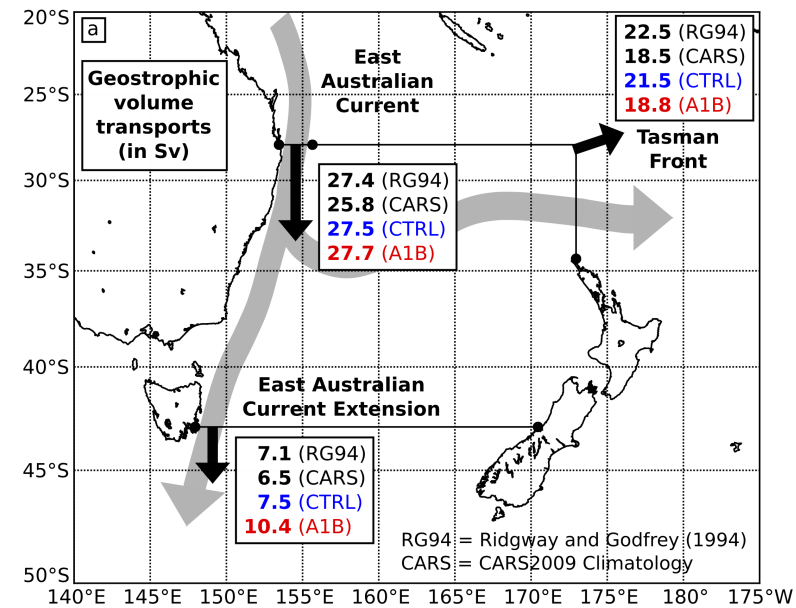 a
Geostrophic
volume
transports
(in Sv)
East
Australian
Current
22.5 (RG94)
18.5 (CARS)
21.5 (CTRL)
18.8 (A1B)
Tasman
Front
27.4 (RG94)
25.8 (CARS)
27.5 (CTRL)
27.7 (A1B)
East Australian
Current Extension
7.1 (RG94)
6.5 (CARS)
7.5 (CTRL)
10.4 (A1B)
RG94 = Ridgway and Godfrey (1994)
CARS = CARS2009 Climatology
20°S
25°S
30°S
35°S
40°S
45°S
50°S
140°E 145°E 150°E 155°E 160°E 165°E 170°E 175°E 180° 175°W